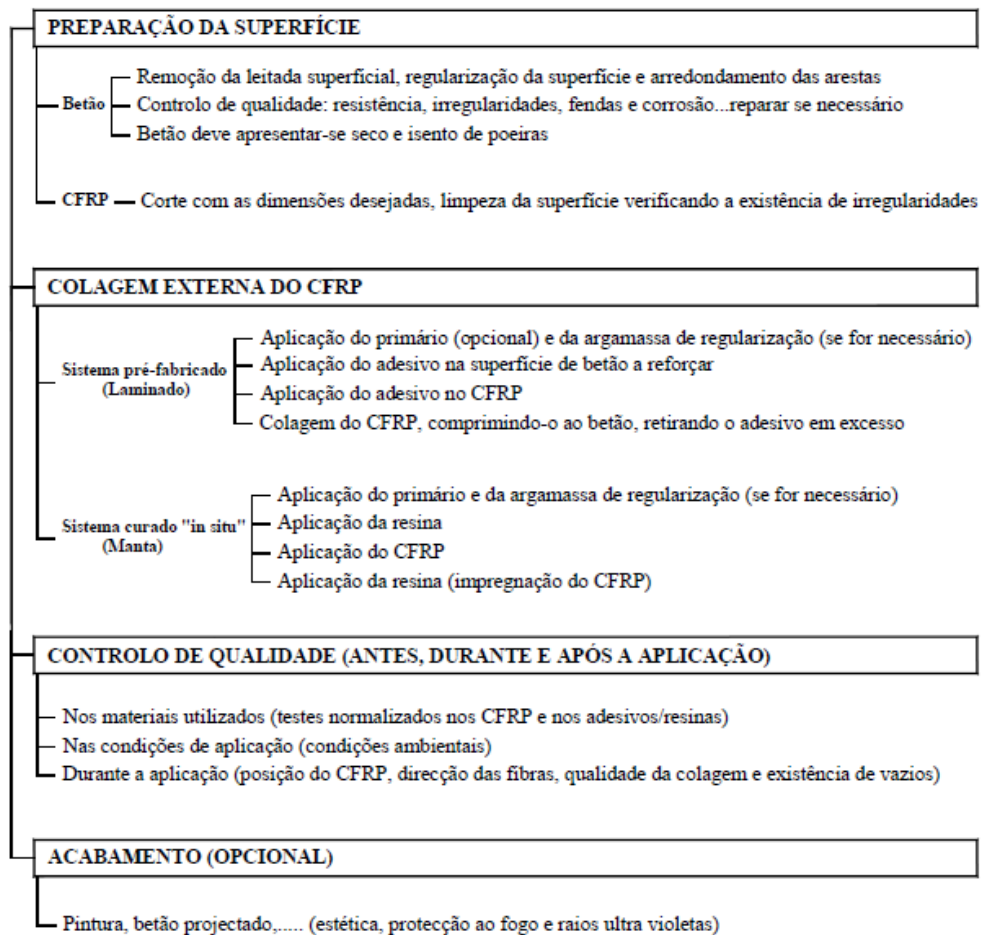 PREPARAÇÃO DA SUPERFÍCIE
Remoção da leitada superficial, regularização da superfície e arredondamento das arestas
Betão
Controlo de qualidade: resistência, irregularidades, fendas e corrosão...reparar se necessário
Betão deve apresentar-se seco e isento de poeiras
CFRP
Corte com as dimensões desejadas, limpeza da superfície verificando a existência de irregularidades
COLAGEM EXTERNA DO CFRP
Sistema pré-fabricado
(Laminado)
Aplicação do primário (opcional) e da argamassa de regularização (se for necessário)
Aplicação do adesivo na superfície de betão a reforçar
Aplicação do adesivo no CFRP
Colagem do CFRP, comprimindo-o ao betão, retirando o adesivo em excesso
Sistema curado "in situ"
(Manta)
Aplicação do primário e da argamassa de regularização (se for necessário)
Aplicação da resina
Aplicação do CFRP
Aplicação da resina (impregnação do CFRP)
CONTROLO DE QUALIDADE (ANTES, DURANTE E APÓS A APLICAÇÃO)
Nos materiais utilizados (testes normalizados nos CFRP e nos adesivos/resinas)
Nas condições de aplicação (condições ambientais)
Durante a aplicação (posição do CFRP, direcção das fibras, qualidade da colagem e existência de vazios)
ACABAMENTO (OPCIONAL)
Pintura, betão projectado,..... (estética, protecção ao fogo e raios ultra violetas)